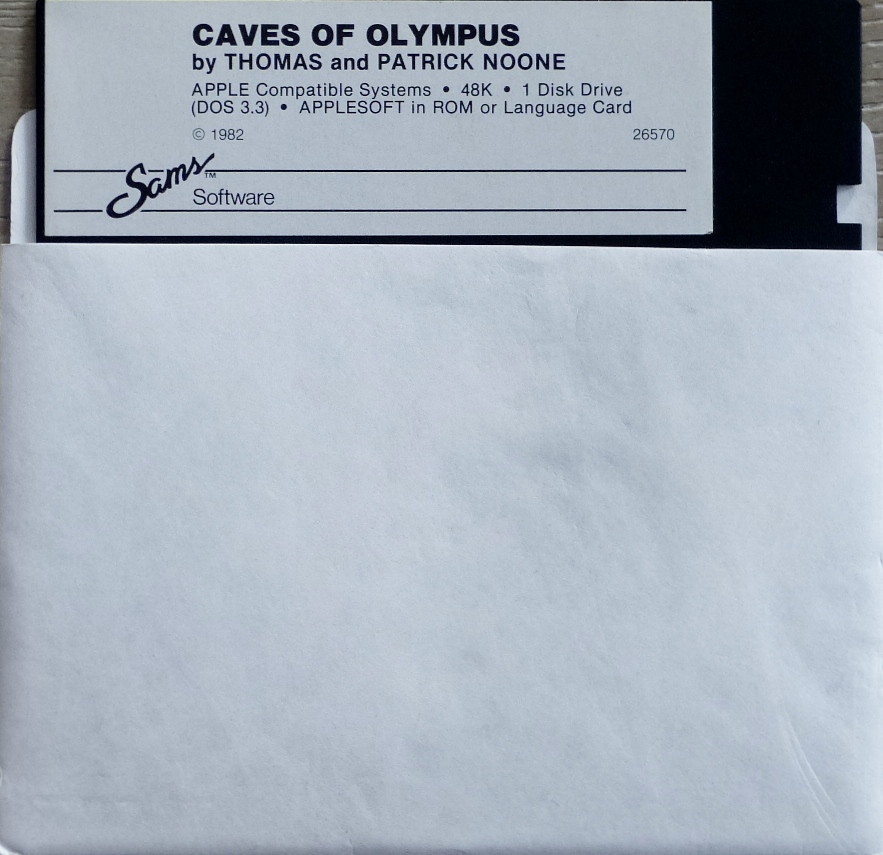 CAVES OF OLYMPUS
by THOMAS and PATRICK NOONE
APPLE Compatible Systems • 48K • 1 Disk Drive
(DOS 3.3) • APPLESOFT in ROM or Language Card
© 1982 26570
Sams™
Software